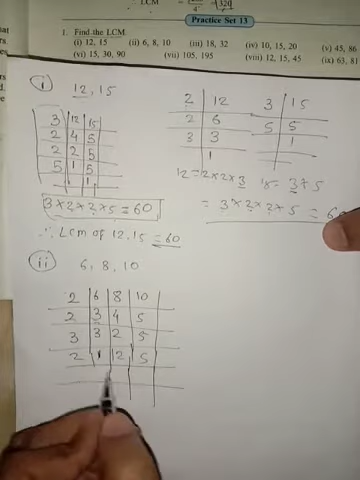 ∴ LCM
Practice Set 13
1. Find the LCM
(i) 12, 15 (ii) 6, 8, 10 (iii) 18, 32 (iv) 10, 15, 20 (v) 45, 86
(vi) 15, 30, 90 (vii) 105, 195 (viii) 12, 15, 45 (ix) 63, 81
i 12, 15
3 12 15
2 4 5
2 2 5
5 1 5
1
3×2×2×5=60
∴ LCM of 12,15 =60
2 12
2 6
3 3
1
3 15
5 5
1
12=2×2×3 15= 3×5
= 3×2×2×5 =
ii 6, 8, 10
2 6 8 10
2 3 4 5
3 3 2 5
2 1 2 5